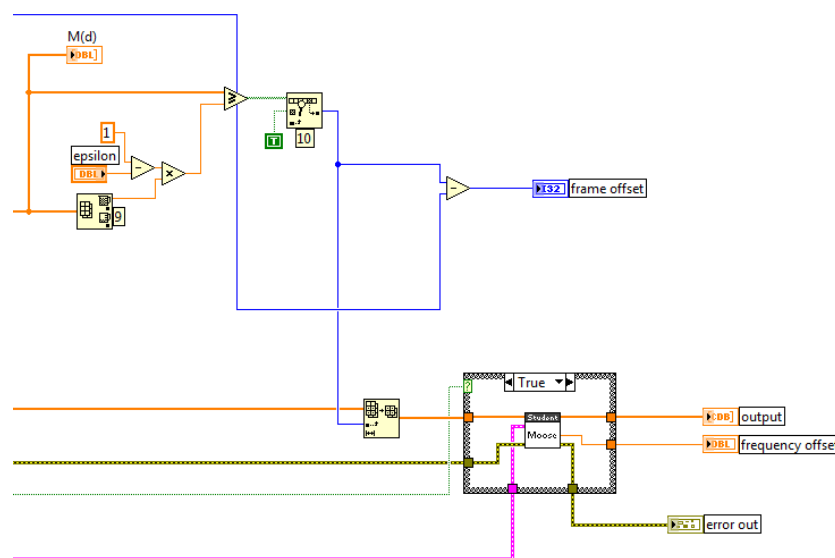 M(d)
DBL]
1
epsilon
DBL
9
T
10
I32
frame offset
True
?
Student
Moose
CDB]
output
DBL
frequency offset
error out